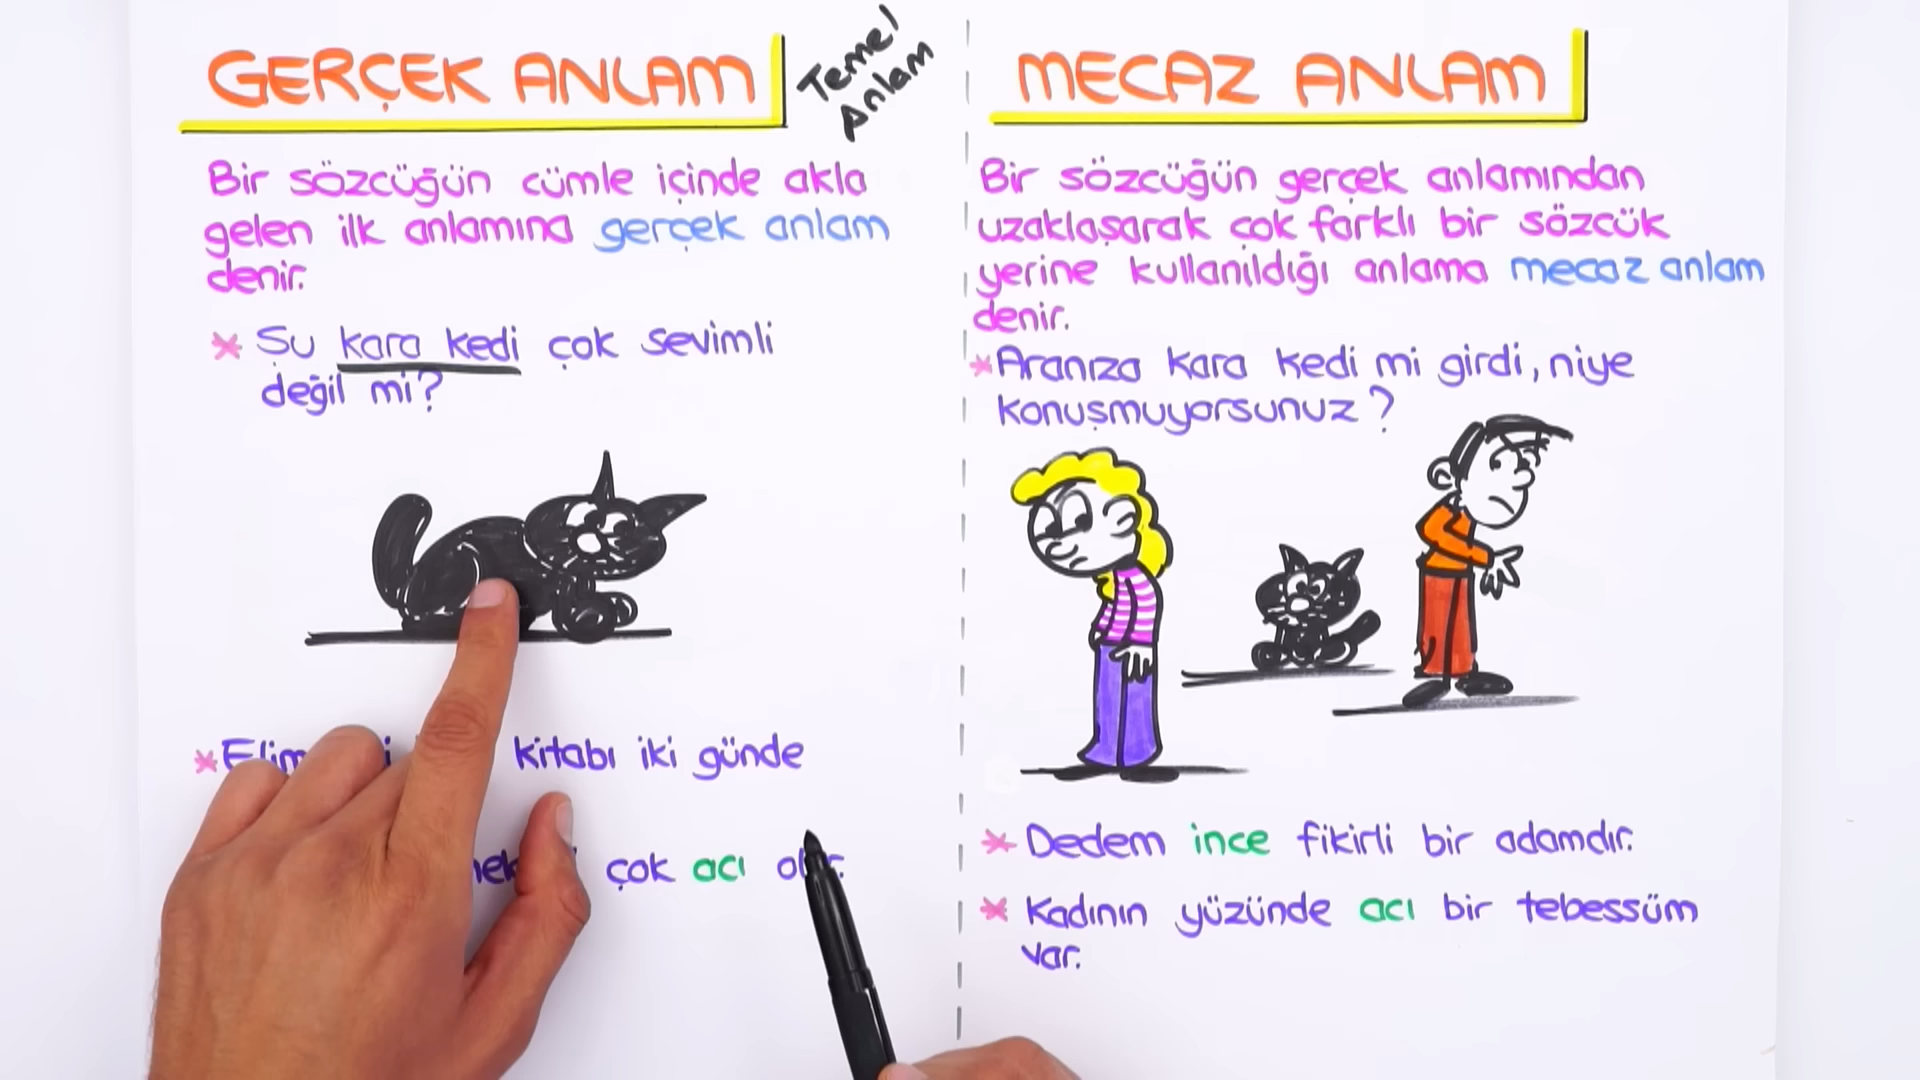 GERÇEK ANLAM
Temel
Anlam
Bir sözcüğün cümle içinde akla
gelen ilk anlamına gerçek anlam
denir.
* Şu kara kedi çok sevimli
değil mi?
* kitabı iki günde
çok acı
MECAZ ANLAM
Bir sözcüğün gerçek anlamından
uzaklaşarak çok farklı bir sözcük
yerine kullanıldığı anlama mecaz anlam
denir.
* Aranıza kara kedi mi girdi, niye
konuşmuyorsunuz?
* Dedem ince fikirli bir adamdır.
* Kadının yüzünde acı bir tebessüm
var.